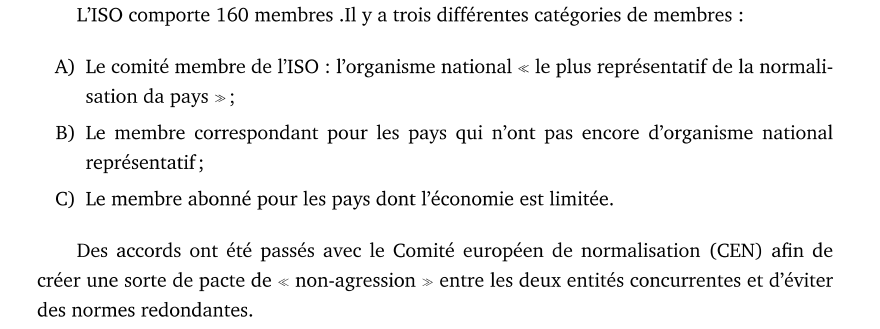 L'ISO comporte 160 membres .Il y a trois différentes catégories de membres :
A) Le comité membre de l'ISO : l'organisme national « le plus représentatif de la normali-
sation da pays » ;
B) Le membre correspondant pour les pays qui n'ont pas encore d'organisme national
représentatif ;
C) Le membre abonné pour les pays dont l'économie est limitée.
Des accords ont été passés avec le Comité européen de normalisation (CEN) afin de
créer une sorte de pacte de « non-agression » entre les deux entités concurrentes et d'éviter
des normes redondantes.